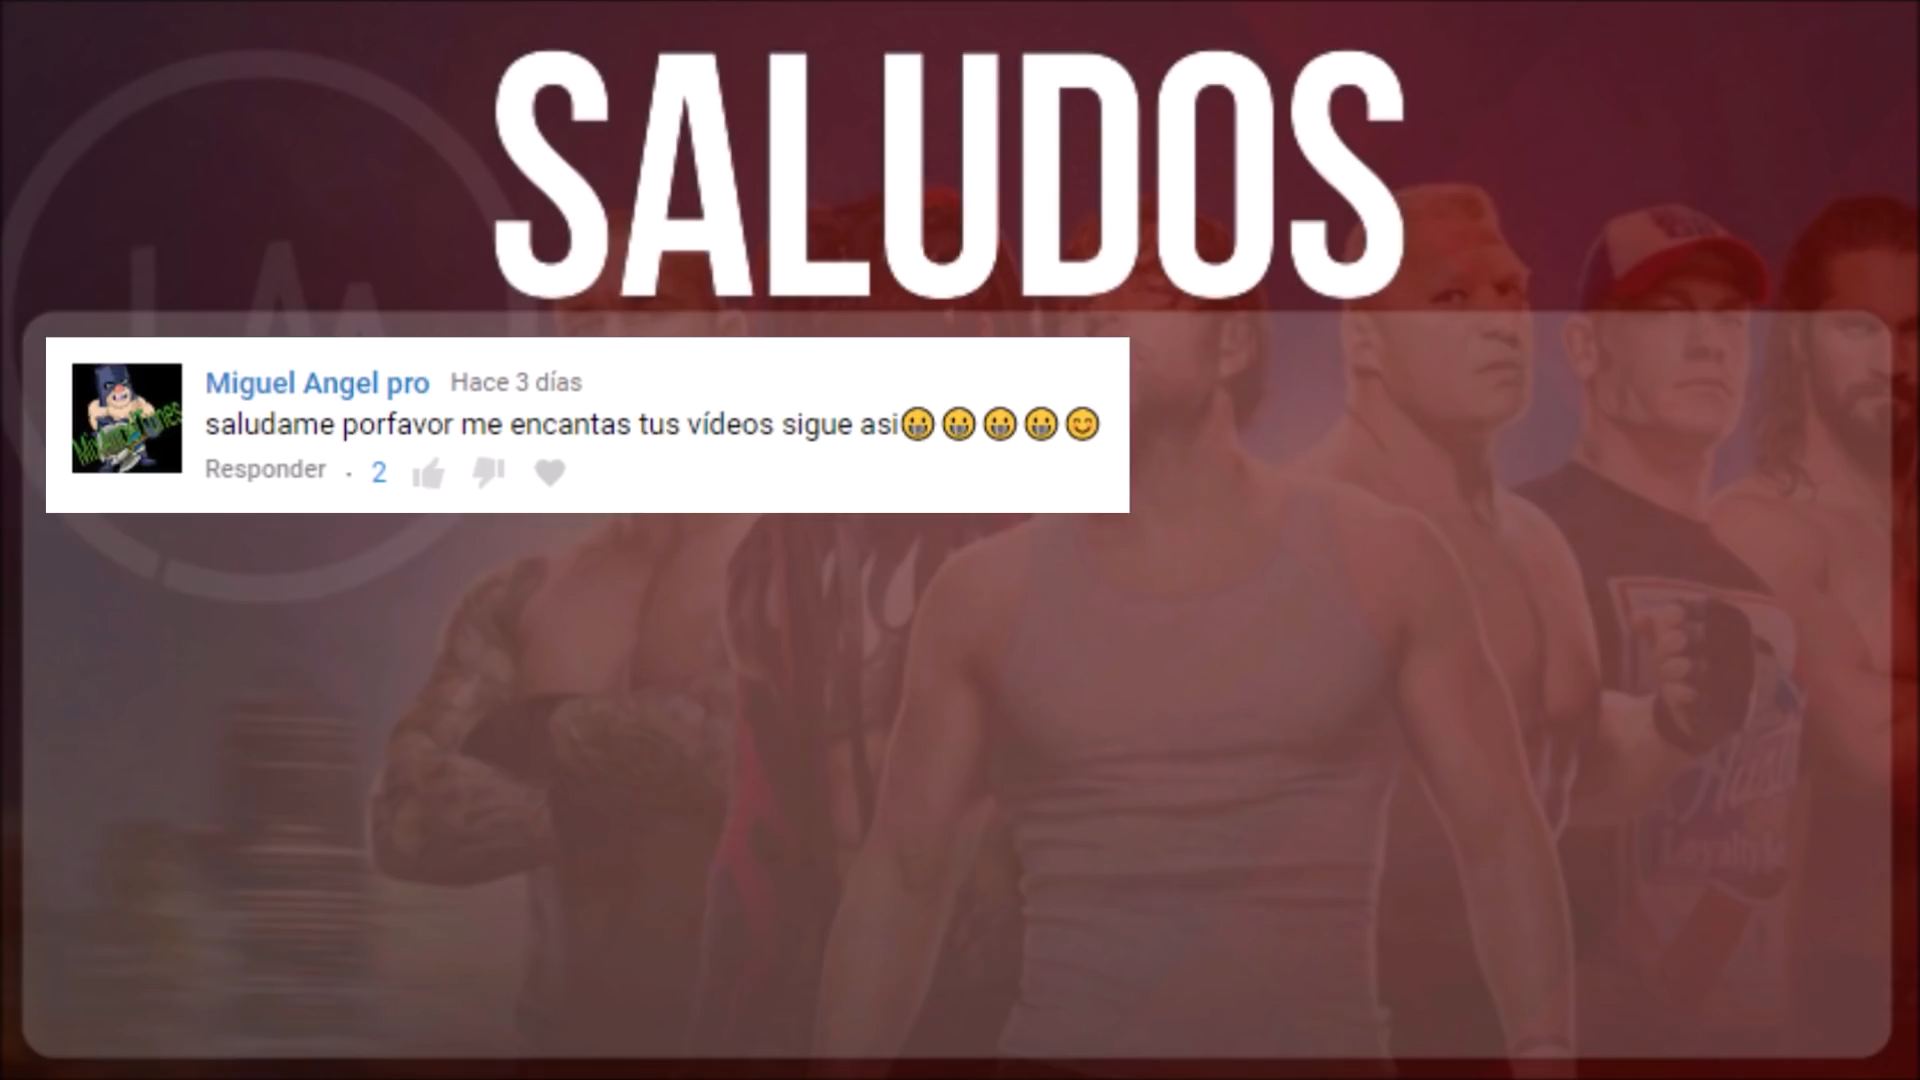 SALUDOS
Miguel Angel pro Hace 3 días
saludame porfavor me encantas tus vídeos sigue asi😀😀😀😀😊
Responder . 2